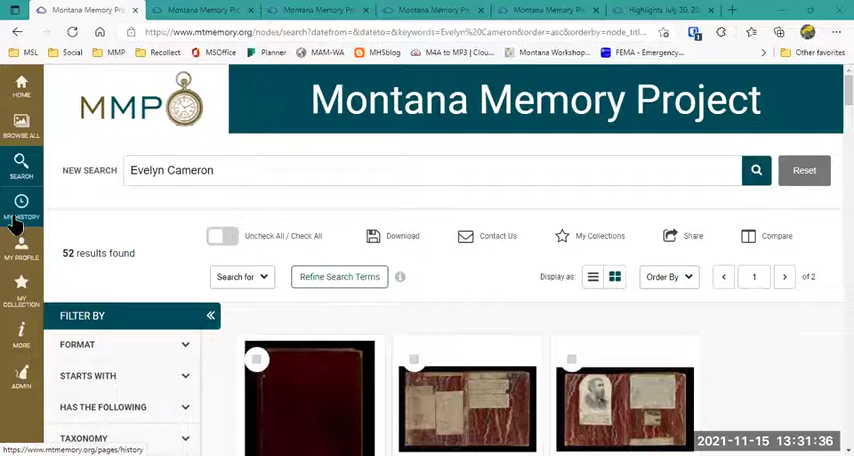 Montana Memory Project
Montana Memory Proj
Montana Memory Proj
Montana Memory Proj
Montana Memory Proj
Highlights July 30, 20
https://www.mtmemory.org/nodes/search?datefrom=&dateto=&keywords=Evelyn%20Cameron&order=asc&orderby=node_titl...
MSL
Social
MMP
Recollect
MSOffice
Planner
MAM-WA
MHSblog
M4A to MP3 | Clou...
Montana Workshop...
FEMA - Emergency...
Other favorites
HOME
BROWSE ALL
SEARCH
MY HISTORY
MY PROFILE
MY
COLLECTION
MORE
ADMIN
MMP
Montana Memory Project
NEW SEARCH
Evelyn Cameron
Reset
52 results found
Uncheck All / Check All
Download
Contact Us
My Collections
Share
Compare
Search for
Refine Search Terms
Display as:
Order By
1
of 2
FILTER BY
FORMAT
STARTS WITH
HAS THE FOLLOWING
TAXONOMY
2021-11-15 13:31:36
https://www.mtmemory.org/pages/history